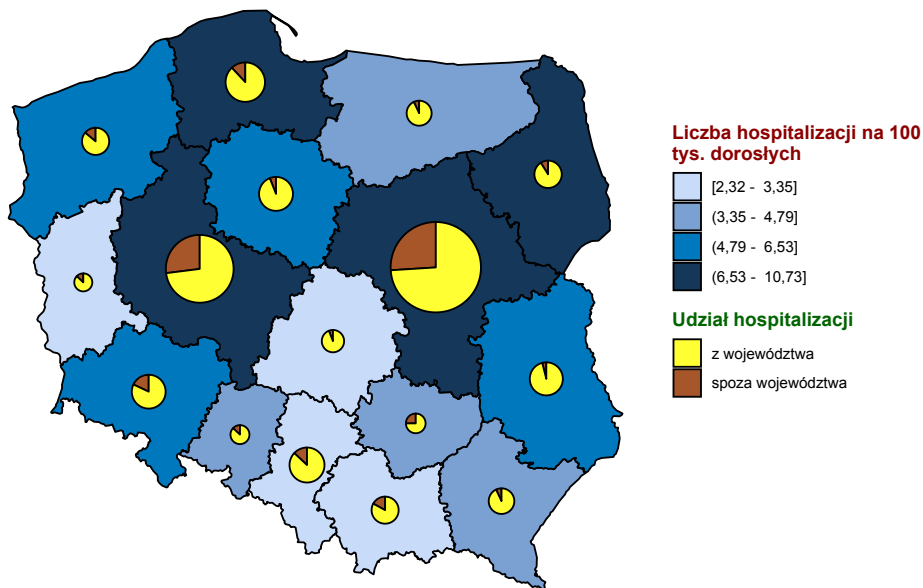 Liczba hospitalizacji na 100
tys. dorosłych
[2,32 - 3,35]
(3,35 - 4,79]
(4,79 - 6,53]
(6,53 - 10,73]
Udział hospitalizacji
z województwa
spoza województwa